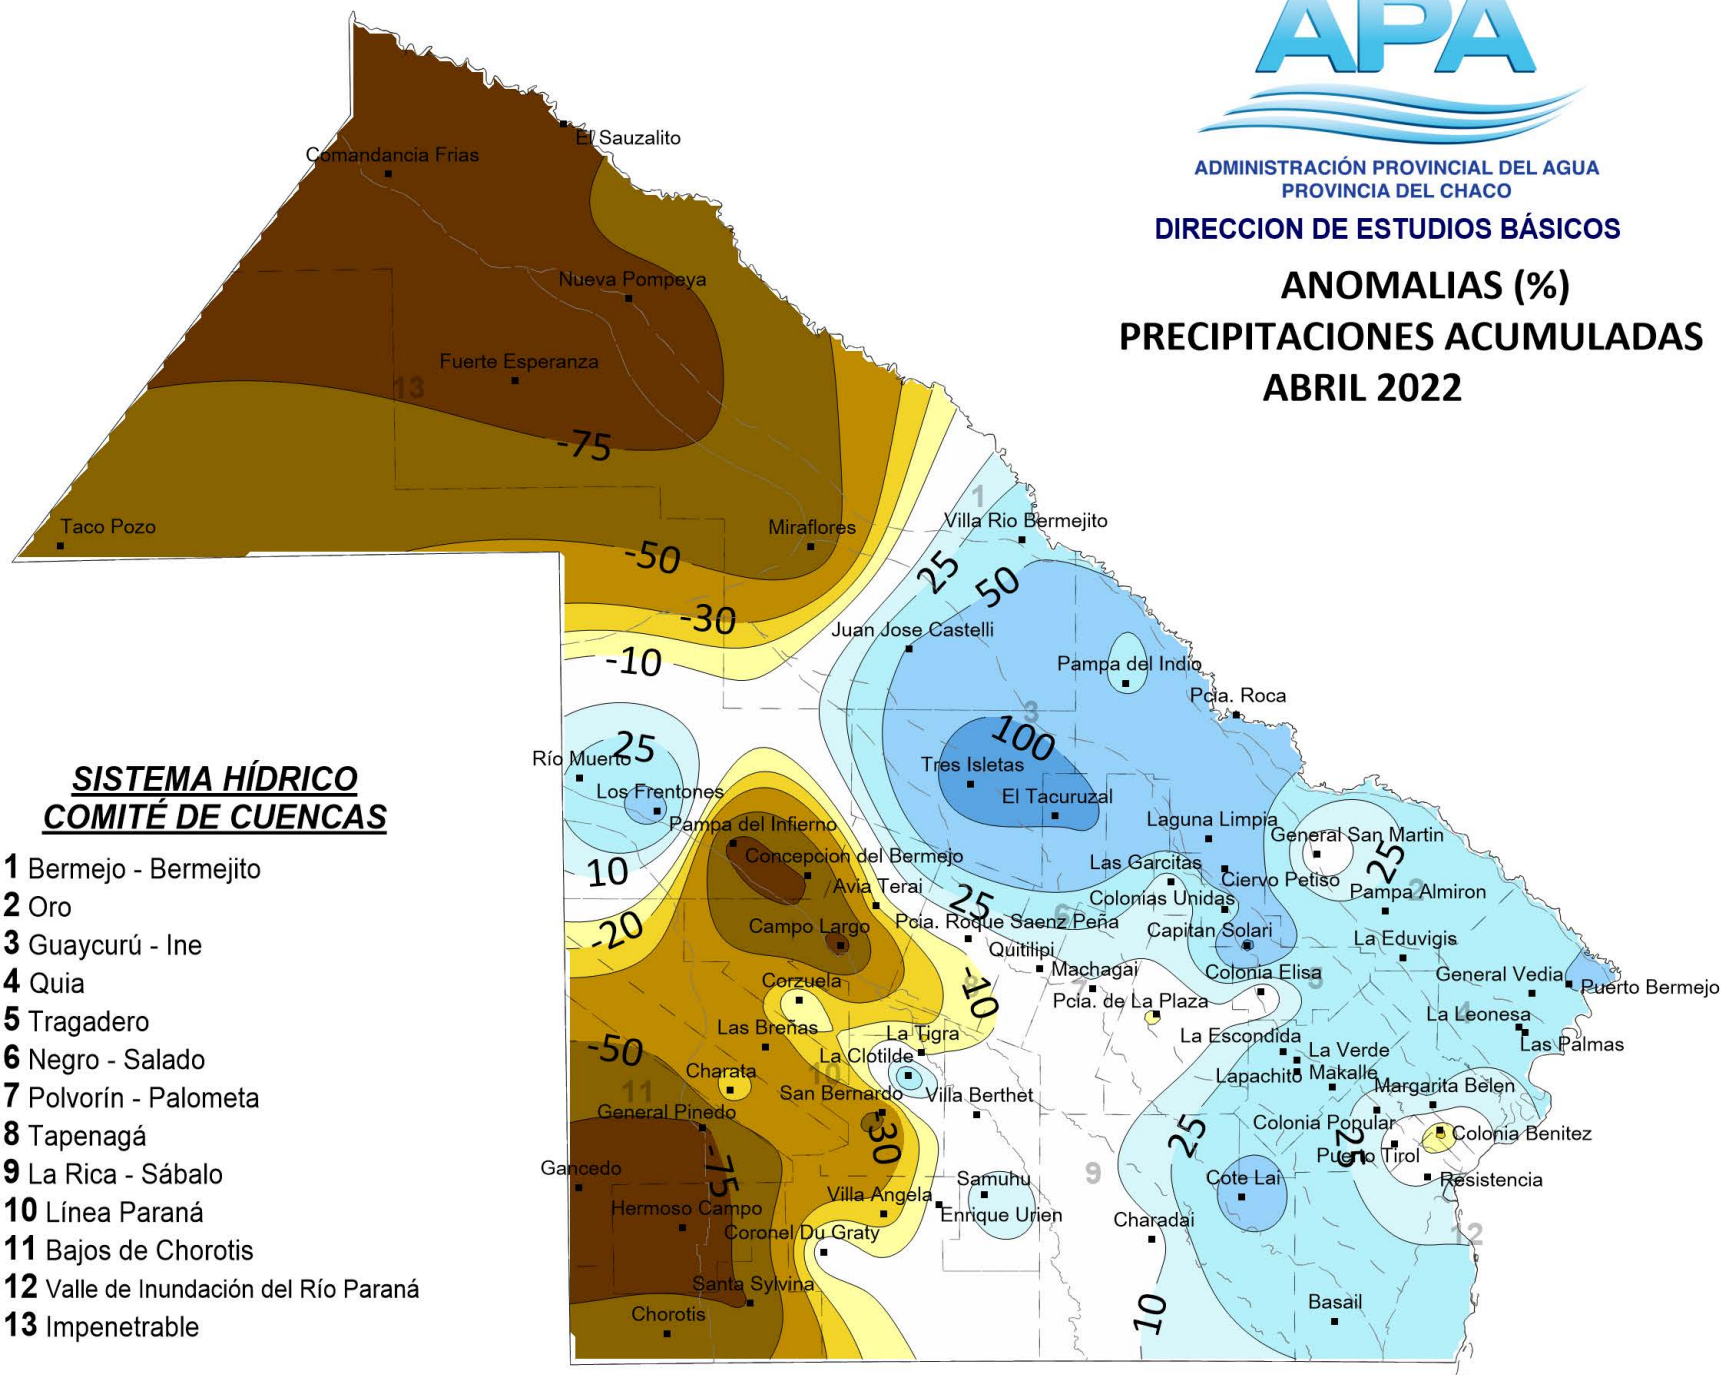 APA
ADMINISTRACIÓN PROVINCIAL DEL AGUA
PROVINCIA DEL CHACO
DIRECCION DE ESTUDIOS BÁSICOS
ANOMALIAS (%)
PRECIPITACIONES ACUMULADAS
ABRIL 2022
El Sauzalito
Comandancia Frias
Nueva Pompeya
Fuerte Esperanza
13
-75
Taco Pozo
Miraflores
1
Villa Rio Bermejito
-50
25
50
-30
Juan Jose Castelli
-10
Pampa del Indio
Pcia. Roca
3
100
25
Río Muerto
Tres Isletas
Los Frentones
El Tacuruzal
Pampa del Infierno
Laguna Limpia
General San Martin
Concepcion del Bermejo
Las Garcitas
25
10
Avia Terai
Ciervo Petiso
Pampa Almiron
2
25
Colonias Unidas
6
Campo Largo
Pcia. Roque Saenz Peña
-20
Capitan Solari
La Eduvigis
Quitilipi
Machagai
Colonia Elisa
5
General Vedia
Corzuela
8
-10
7
Puerto Bermejo
Pcia. de La Plaza
La Leonesa
4
Las Breñas
La Tigra
La Escondida
Las Palmas
-50
La Clotilde
La Verde
Charata
10
Lapachito
Makalle
Margarita Belen
11
San Bernardo
Villa Berthet
General Pinedo
Colonia Popular
-30
25
25
Colonia Benitez
Puerto Tirol
Gancedo
-75
9
Samuhu
Cote Lai
Resistencia
Villa Angela
Hermoso Campo
Enrique Urien
Charadai
Coronel Du Graty
12
Santa Sylvina
10
Basail
Chorotis
SISTEMA HÍDRICO
COMITÉ DE CUENCAS
1 Bermejo - Bermejito
2 Oro
3 Guaycurú - Ine
4 Quia
5 Tragadero
6 Negro - Salado
7 Polvorín - Palometa
8 Tapenagá
9 La Rica - Sábalo
10 Línea Paraná
11 Bajos de Chorotis
12 Valle de Inundación del Río Paraná
13 Impenetrable